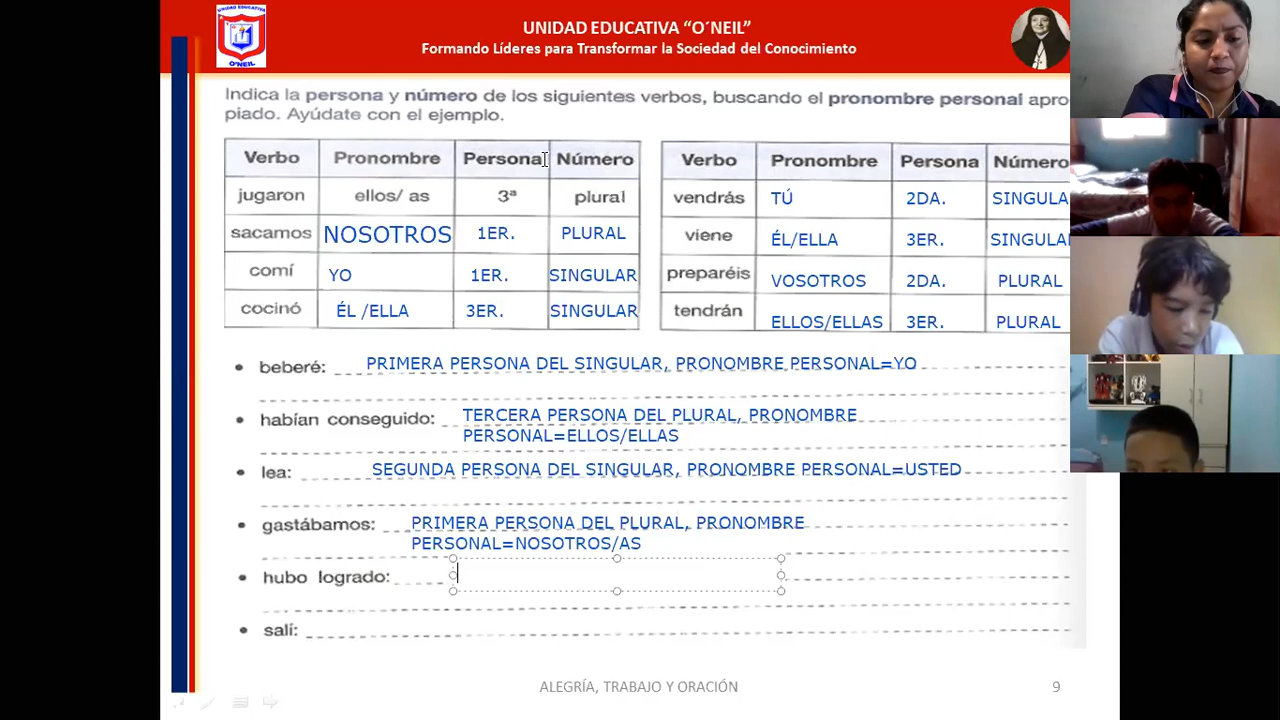 UNIDAD EDUCATIVA
O´NEIL
UNIDAD EDUCATIVA “O´NEIL”
Formando Líderes para Transformar la Sociedad del Conocimiento
Indica la persona y número de los siguientes verbos, buscando el pronombre personal apro-
piado. Ayúdate con el ejemplo.
Verbo Pronombre Persona Número
jugaron ellos/ as 3ª plural
sacamos NOSOTROS 1ER. PLURAL
comí YO 1ER. SINGULAR
cocinó ÉL /ELLA 3ER. SINGULAR
Verbo Pronombre Persona Número
vendrás TÚ 2DA. SINGULA
viene ÉL/ELLA 3ER. SINGULA
preparéis VOSOTROS 2DA. PLURAL
tendrán ELLOS/ELLAS 3ER. PLURAL
• beberé: PRIMERA PERSONA DEL SINGULAR, PRONOMBRE PERSONAL=YO
• habían conseguido: TERCERA PERSONA DEL PLURAL, PRONOMBRE
PERSONAL=ELLOS/ELLAS
• lea: SEGUNDA PERSONA DEL SINGULAR, PRONOMBRE PERSONAL=USTED
• gastábamos: PRIMERA PERSONA DEL PLURAL, PRONOMBRE
PERSONAL=NOSOTROS/AS
• hubo logrado:
• salí:
ALEGRÍA, TRABAJO Y ORACIÓN 9